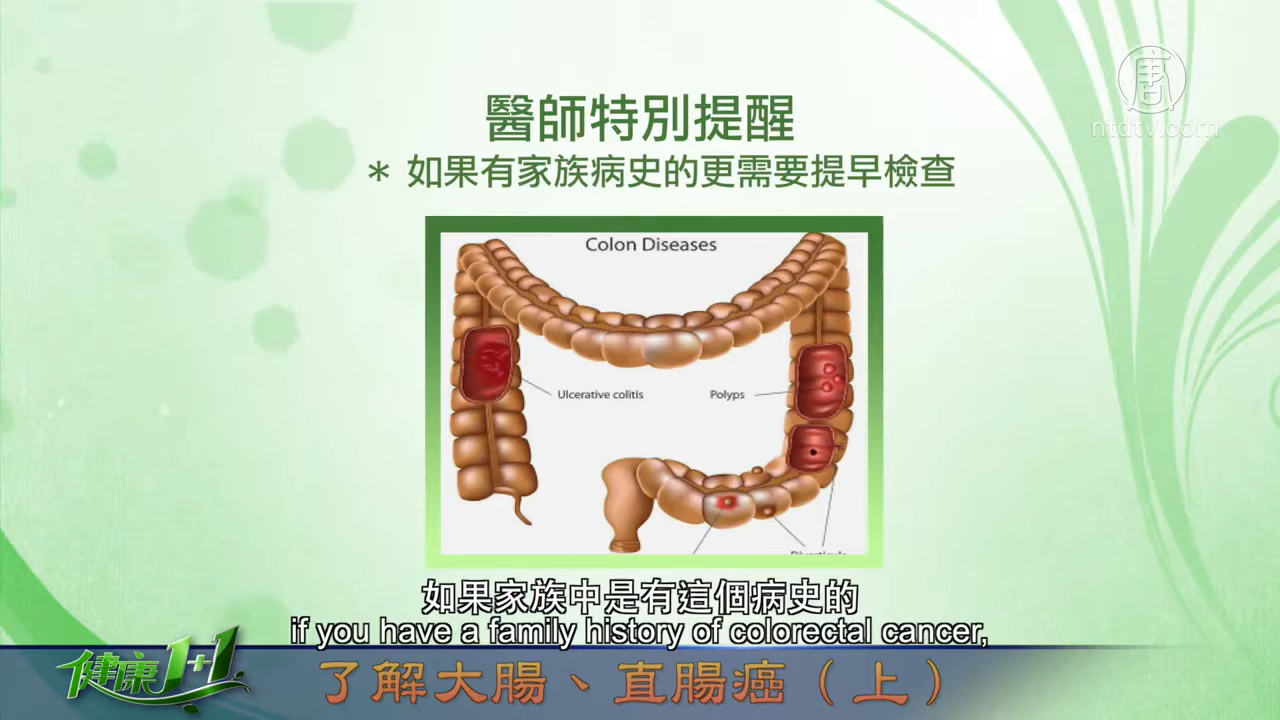 唐
ntdtv.com
醫師特別提醒
＊ 如果有家族病史的更需要提早檢查
Colon Diseases
Ulcerative colitis
Polyps
如果家族中是有這個病史的
if you have a family history of colorectal cancer,
健康1+1
了解大腸、直腸癌（上）